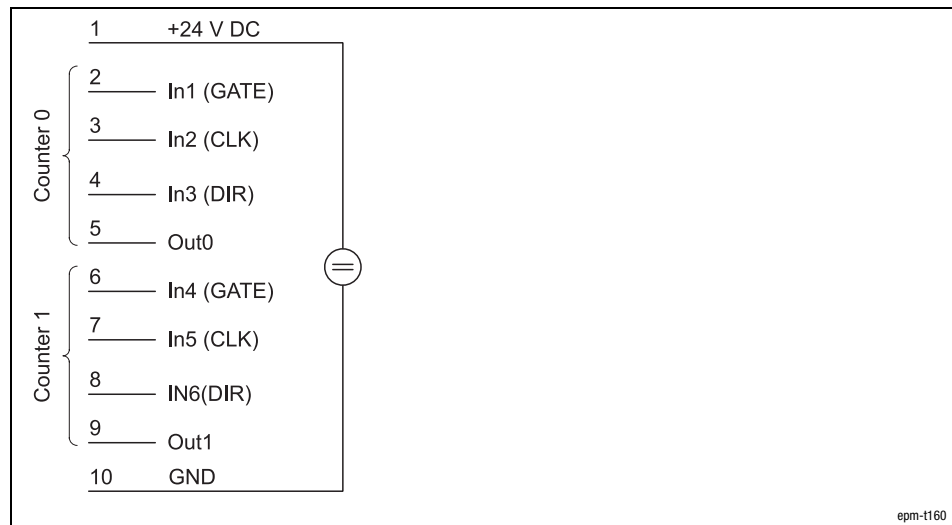 1 +24 V DC
Counter 0
2 In1 (GATE)
3 In2 (CLK)
4 In3 (DIR)
5 Out0
Counter 1
6 In4 (GATE)
7 In5 (CLK)
8 IN6(DIR)
9 Out1
10 GND
epm-t160